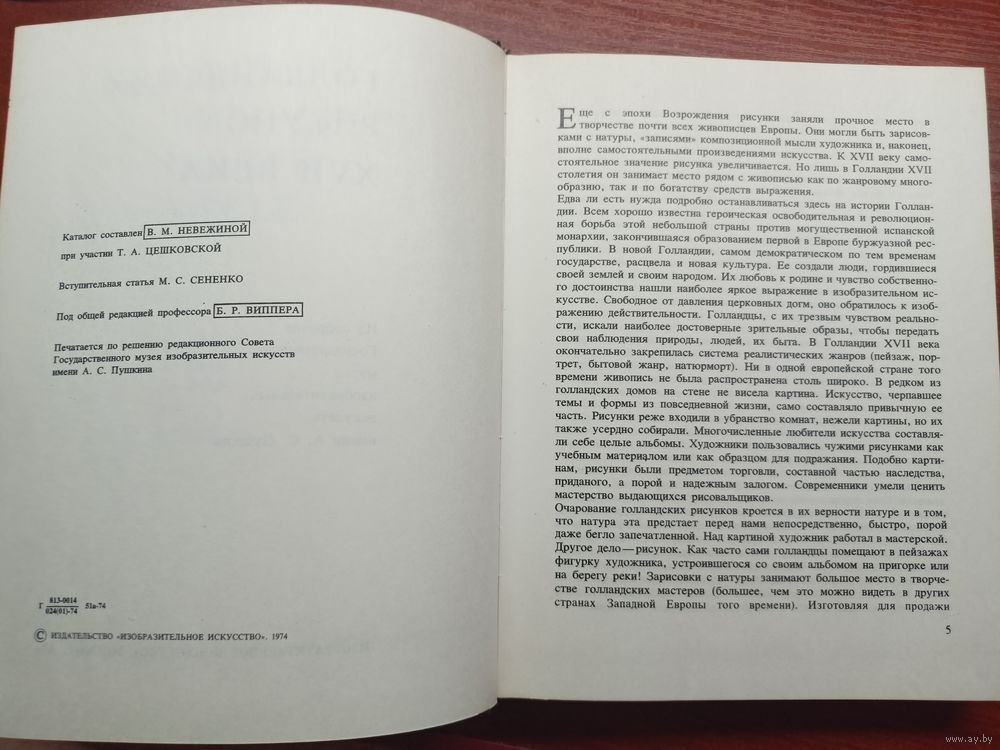 Каталог составлен В. М. НЕВЕЖИНОЙ
при участии Т. А. ЦЕШКОВСКОЙ
Вступительная статья М. С. СЕНЕНКО
Под общей редакцией профессора Б. Р. ВИППЕРА
Печатается по решению редакционного Совета
Государственного музея изобразительных искусств
имени А. С. Пушкина
Г 813-0014
024(01)-74 51а-74
© ИЗДАТЕЛЬСТВО «ИЗОБРАЗИТЕЛЬНОЕ ИСКУССТВО». 1974
Еще с эпохи Возрождения рисунки заняли прочное место в
творчестве почти всех живописцев Европы. Они могли быть зарисов-
ками с натуры, «записями» композиционной мысли художника и, наконец,
вполне самостоятельными произведениями искусства. К XVII веку само-
стоятельное значение рисунка увеличивается. Но лишь в Голландии XVII
столетия он занимает место рядом с живописью как по жанровому много-
образию, так и по богатству средств выражения.
Едва ли есть нужда подробно останавливаться здесь на истории Голлан-
дии. Всем хорошо известна героическая освободительная и революцион-
ная борьба этой небольшой страны против могущественной испанской
монархии, закончившаяся образованием первой в Европе буржуазной рес-
публики. В новой Голландии, самом демократическом по тем временам
государстве, расцвела и новая культура. Ее создали люди, гордившиеся
своей землей и своим народом. Их любовь к родине и чувство собственно-
го достоинства нашли наиболее яркое выражение в изобразительном ис-
кусстве. Свободное от давления церковных догм, оно обратилось к изоб-
ражению действительности. Голландцы, с их трезвым чувством реально-
сти, искали наиболее достоверные зрительные образы, чтобы передать
свои наблюдения природы, людей, их быта. В Голландии XVII века
окончательно закрепилась система реалистических жанров (пейзаж, пор-
трет, бытовой жанр, натюрморт). Ни в одной европейской стране того
времени живопись не была распространена столь широко. В редком из
голландских домов на стене не висела картина. Искусство, черпавшее
темы и формы из повседневной жизни, само составляло привычную ее
часть. Рисунки реже входили в убранство комнат, нежели картины, но их
также усердно собирали. Многочисленные любители искусства составля-
ли себе целые альбомы. Художники пользовались чужими рисунками как
учебным материалом или как образцом для подражания. Подобно карти-
нам, рисунки были предметом торговли, составной частью наследства,
приданого, а порой и надежным залогом. Современники умели ценить
мастерство выдающихся рисовальщиков.
Очарование голландских рисунков кроется в их верности натуре и в том,
что натура эта предстает перед нами непосредственно, быстро, порой
даже бегло запечатленной. Над картиной художник работал в мастерской.
Другое дело—рисунок. Как часто сами голландцы помещают в пейзажах
фигурку художника, устроившегося со своим альбомом на пригорке или
на берегу реки! Зарисовки с натуры занимают большое место в творче-
стве голландских мастеров (большее, чем это можно видеть в других
странах Западной Европы того времени). Изготовляя для продажи
5
www.ay.by